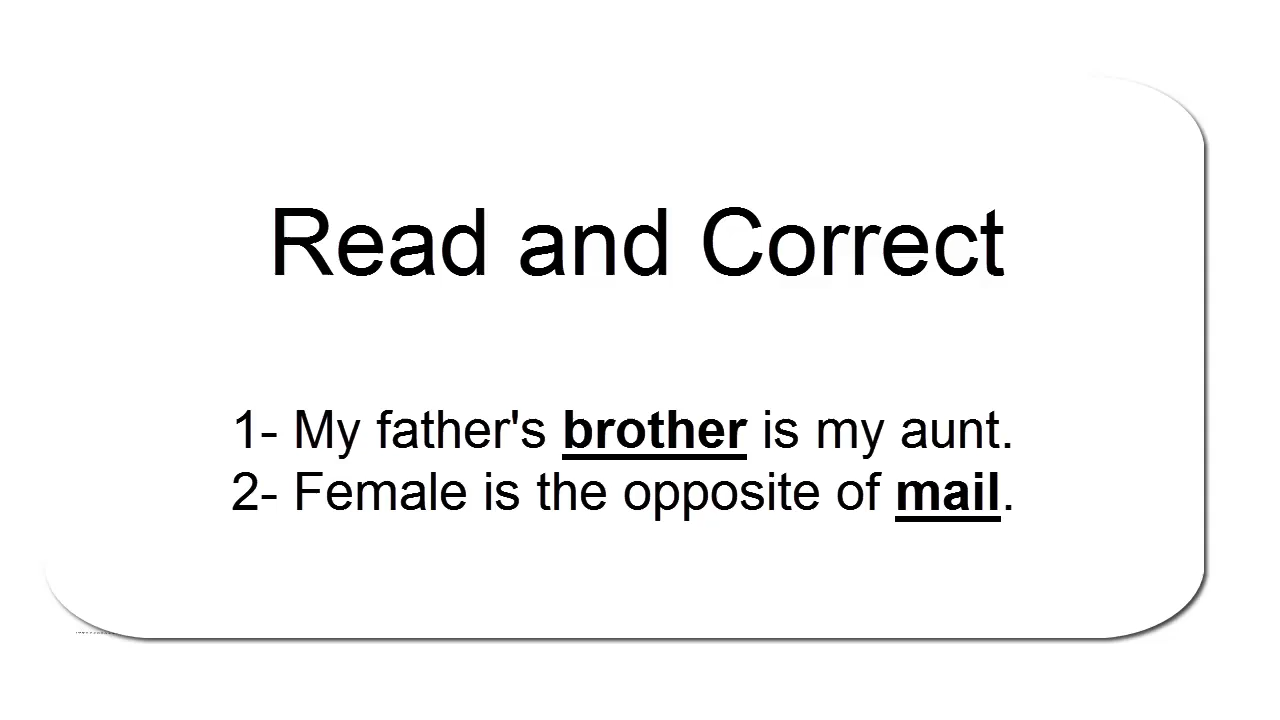 Read and Correct
1- My father's brother is my aunt.
2- Female is the opposite of mail.